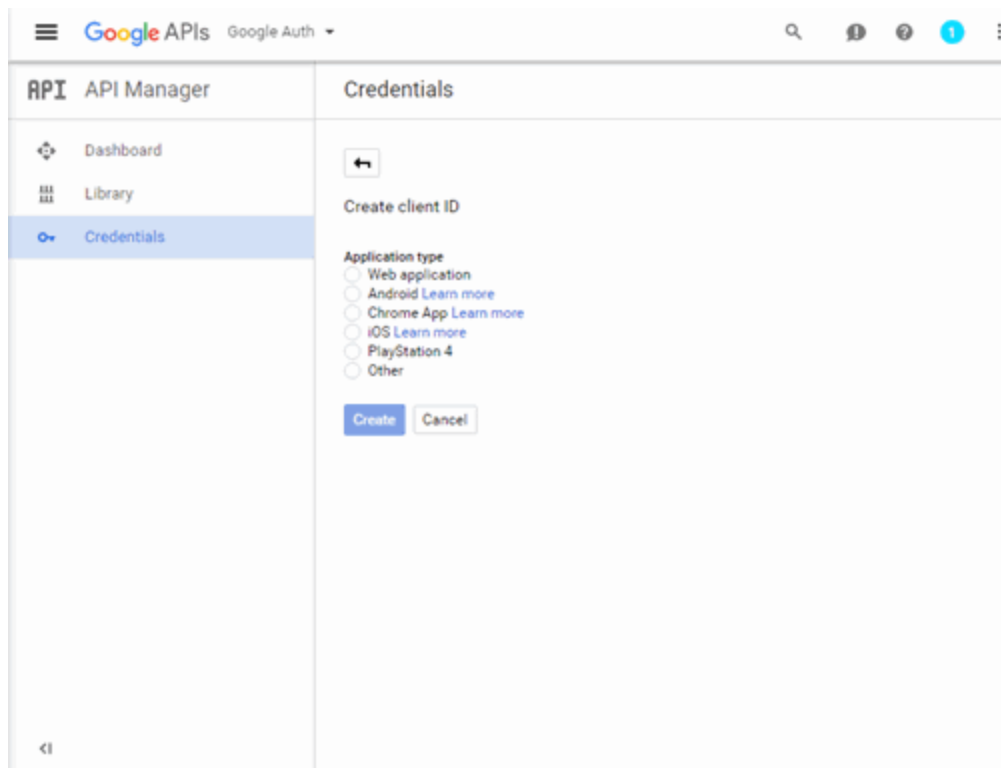 Google APIs Google Auth
1
API API Manager
Credentials
Dashboard
Library
Credentials
Create client ID
Application type
Web application
Android Learn more
Chrome App Learn more
iOS Learn more
PlayStation 4
Other
Create Cancel